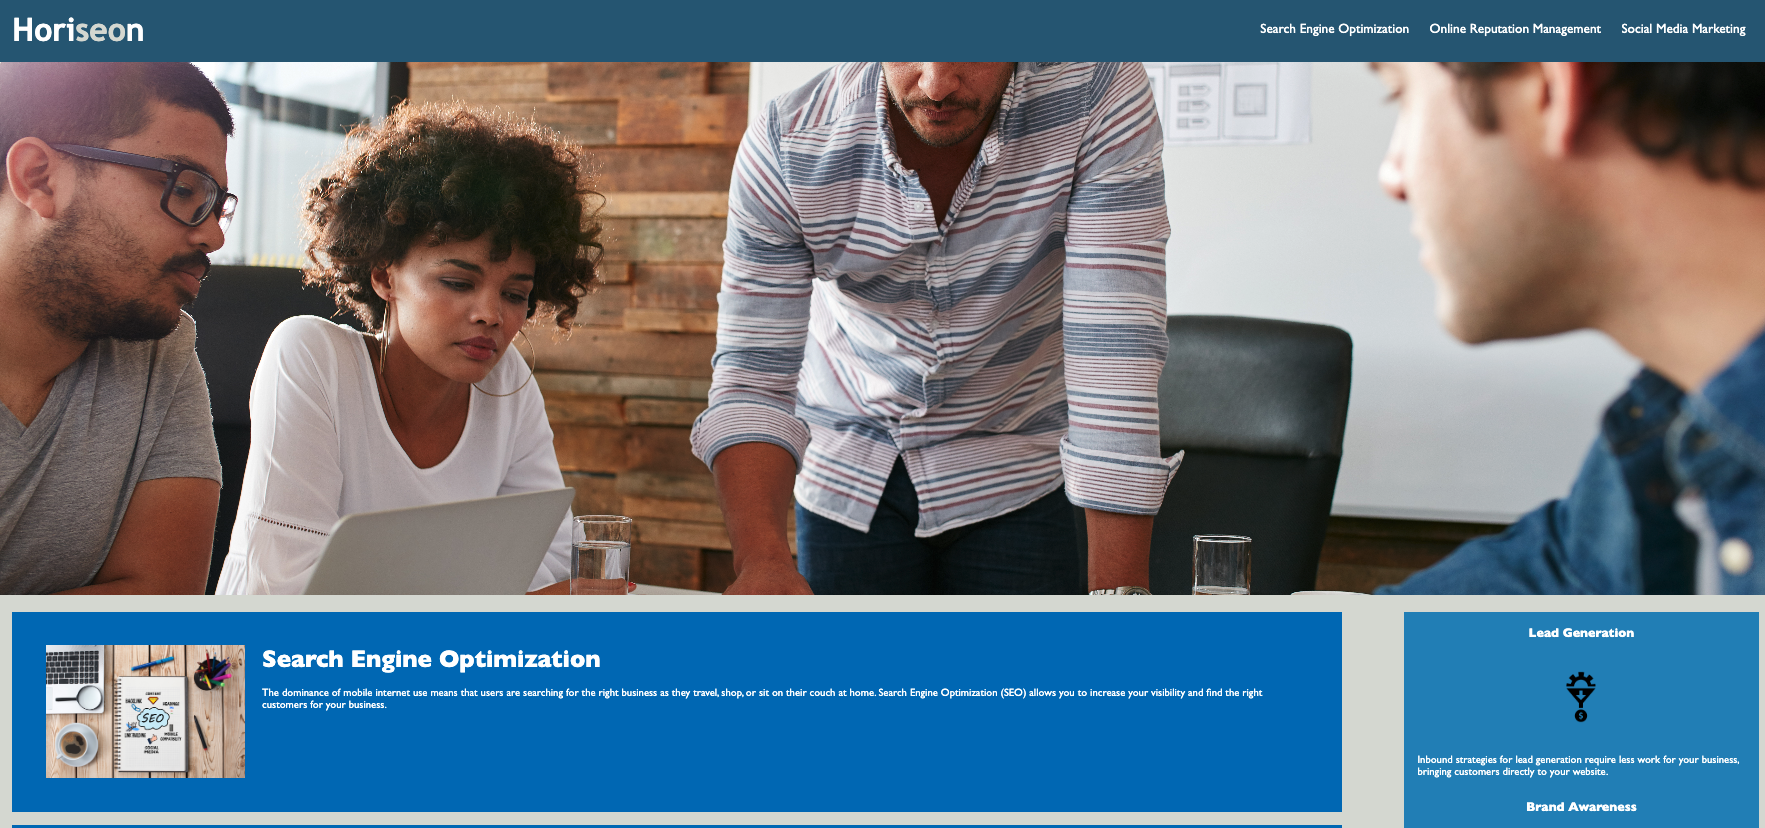 Horiseon
Search Engine Optimization
Online Reputation Management
Social Media Marketing
Search Engine Optimization
The dominance of mobile internet use means that users are searching for the right business as they travel, shop, or sit on their couch at home. Search Engine Optimization (SEO) allows you to increase your visibility and find the right
customers for your business.
SEO
Lead Generation
$
Inbound strategies for lead generation require less work for your business,
bringing customers directly to your website.
Brand Awareness